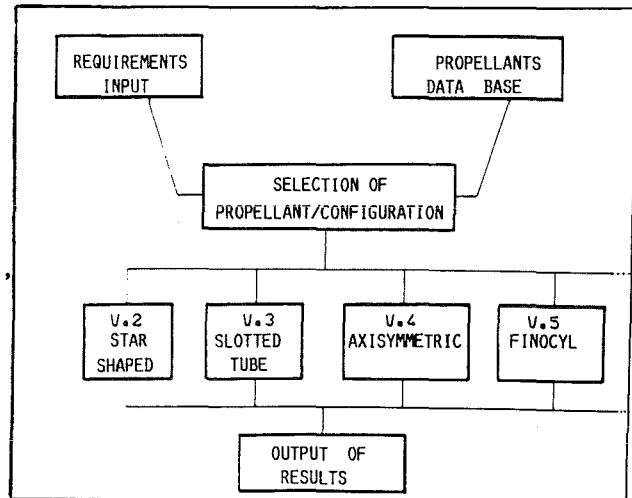 REQUIREMENTS
INPUT
PROPELLANTS
DATA BASE
SELECTION OF
PROPELLANT/CONFIGURATION
V.2
STAR
SHAPED
V.3
SLOTTED
TUBE
V.4
AXISYMMETRIC
V.5
FINOCYL
OUTPUT OF
RESULTS